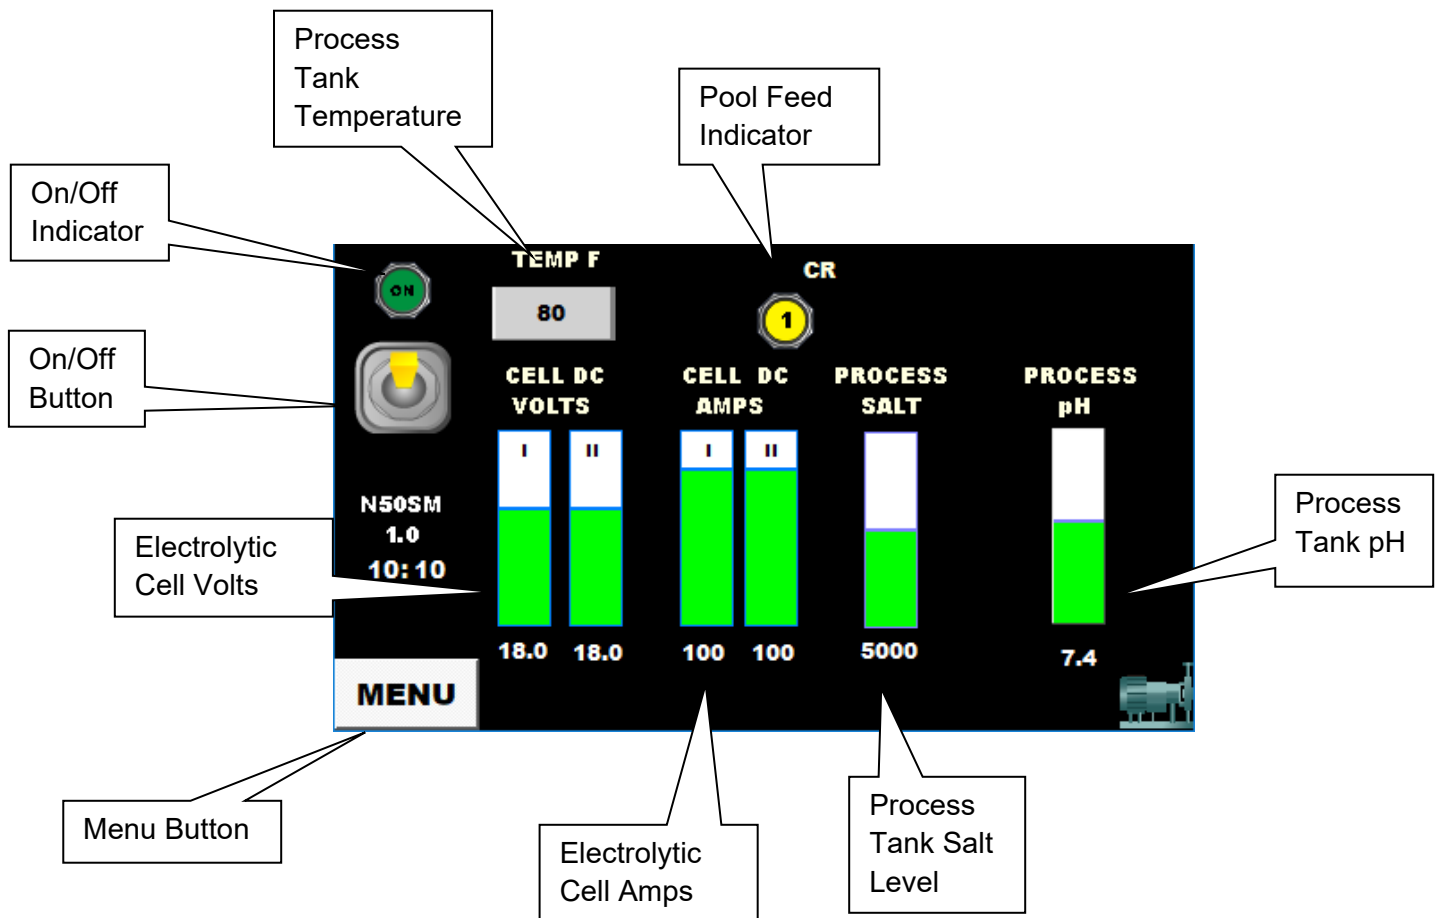 Process
Tank
Temperature
Pool Feed
Indicator
On/Off
Indicator
TEMP F
CR
ON
80
1
On/Off
Button
CELL DC
VOLTS
CELL DC
AMPS
PROCESS
SALT
PROCESS
pH
I
II
I
II
N50SM
1.0
10:10
Electrolytic
Cell Volts
Process
Tank pH
18.0
18.0
100
100
5000
7.4
MENU
Menu Button
Electrolytic
Cell Amps
Process
Tank Salt
Level